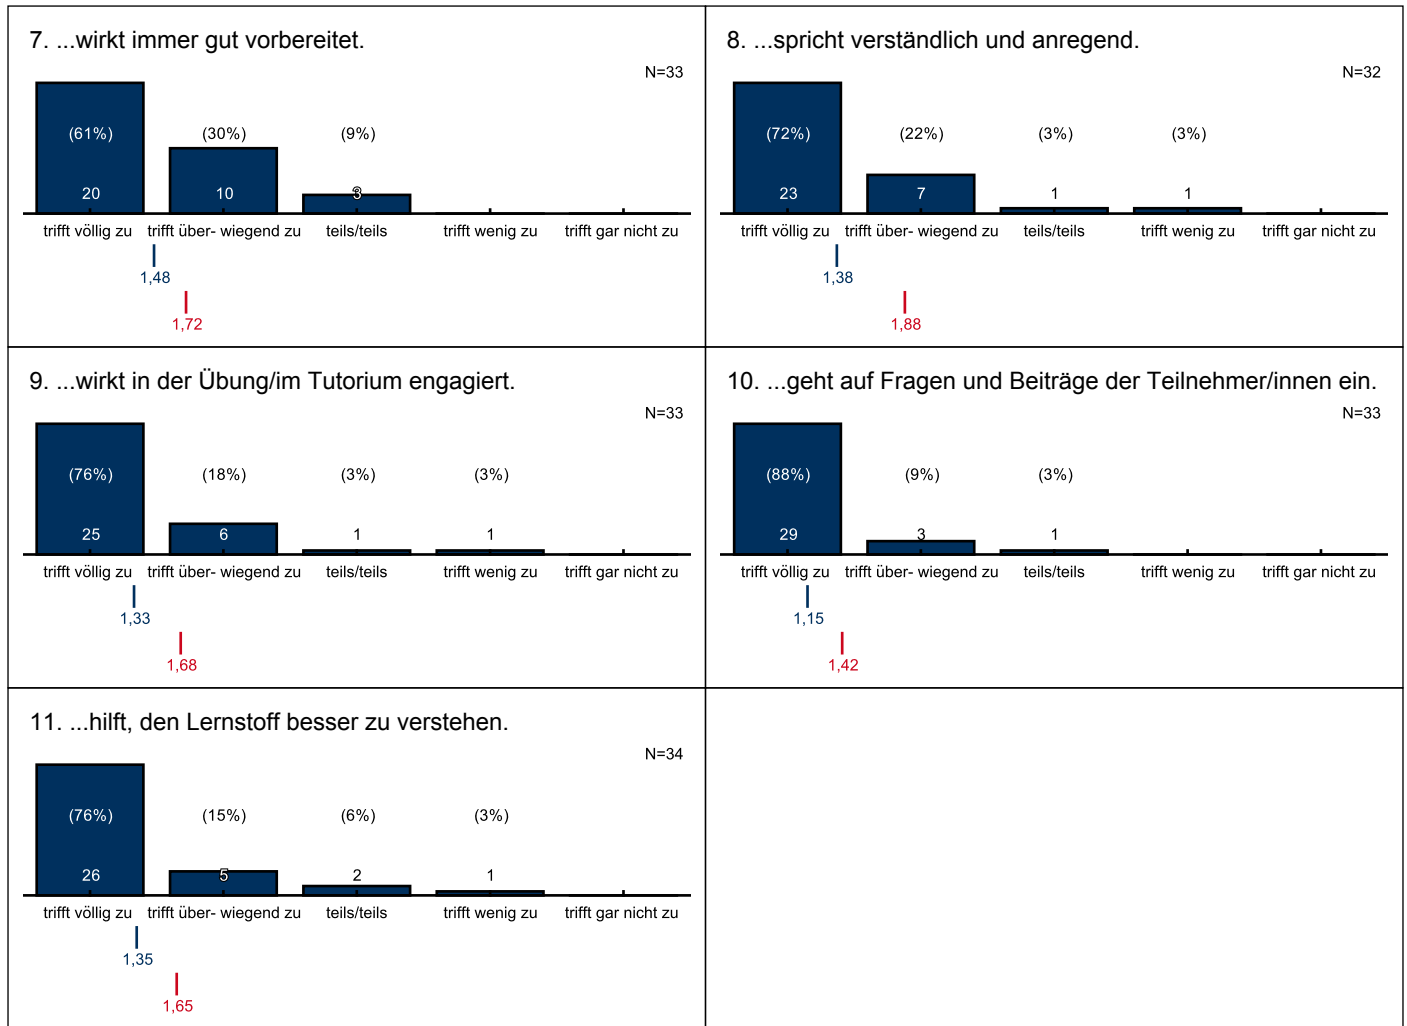 7. ...wirkt immer gut vorbereitet.
N=33
(61%) (30%) (9%)
20 10 3
trifft völlig zu trifft über- wiegend zu teils/teils trifft wenig zu trifft gar nicht zu
1,48
1,72
8. ...spricht verständlich und anregend.
N=32
(72%) (22%) (3%) (3%)
23 7 1 1
trifft völlig zu trifft über- wiegend zu teils/teils trifft wenig zu trifft gar nicht zu
1,38
1,88
9. ...wirkt in der Übung/im Tutorium engagiert.
N=33
(76%) (18%) (3%) (3%)
25 6 1 1
trifft völlig zu trifft über- wiegend zu teils/teils trifft wenig zu trifft gar nicht zu
1,33
1,68
10. ...geht auf Fragen und Beiträge der Teilnehmer/innen ein.
N=33
(88%) (9%) (3%)
29 3 1
trifft völlig zu trifft über- wiegend zu teils/teils trifft wenig zu trifft gar nicht zu
1,15
1,42
11. ...hilft, den Lernstoff besser zu verstehen.
N=34
(76%) (15%) (6%) (3%)
26 5 2 1
trifft völlig zu trifft über- wiegend zu teils/teils trifft wenig zu trifft gar nicht zu
1,35
1,65